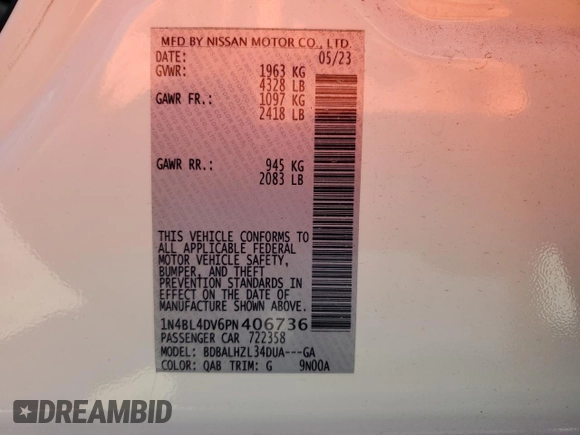 MFD BY NISSAN MOTOR CO., LTD.
DATE: 05/23
GVWR: 1963 KG
4328 LB
GAWR FR.: 1097 KG
2418 LB
GAWR RR.: 945 KG
2083 LB
THIS VEHICLE CONFORMS TO
ALL APPLICABLE FEDERAL
MOTOR VEHICLE SAFETY,
BUMPER, AND THEFT
PREVENTION STANDARDS IN
EFFECT ON THE DATE OF
MANUFACTURE SHOWN ABOVE.
1N4BL4DV6PN406736
PASSENGER CAR 722358
MODEL: BDBALHZL34DUA---GA
COLOR: QAB TRIM: G 9N00A
DREAMBID